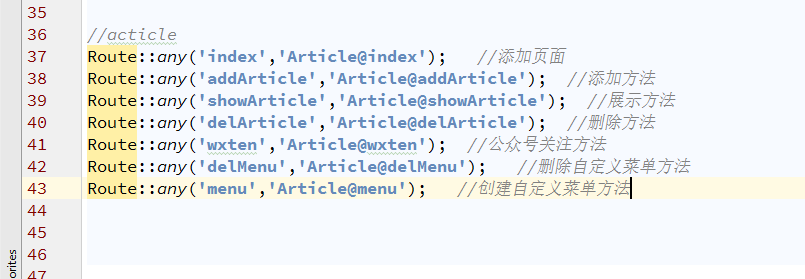 35
36 //acticle
37 Route::any('index','Article@index');   //添加页面
38 Route::any('addArticle','Article@addArticle');  //添加方法
39 Route::any('showArticle','Article@showArticle');  //展示方法
40 Route::any('delArticle','Article@delArticle');  //删除方法
41 Route::any('wxten','Article@wxten');  //公众号关注方法
42 Route::any('delMenu','Article@delMenu');   //删除自定义菜单方法
43 Route::any('menu','Article@menu');   //创建自定义菜单方法
44
45
46
47
orites